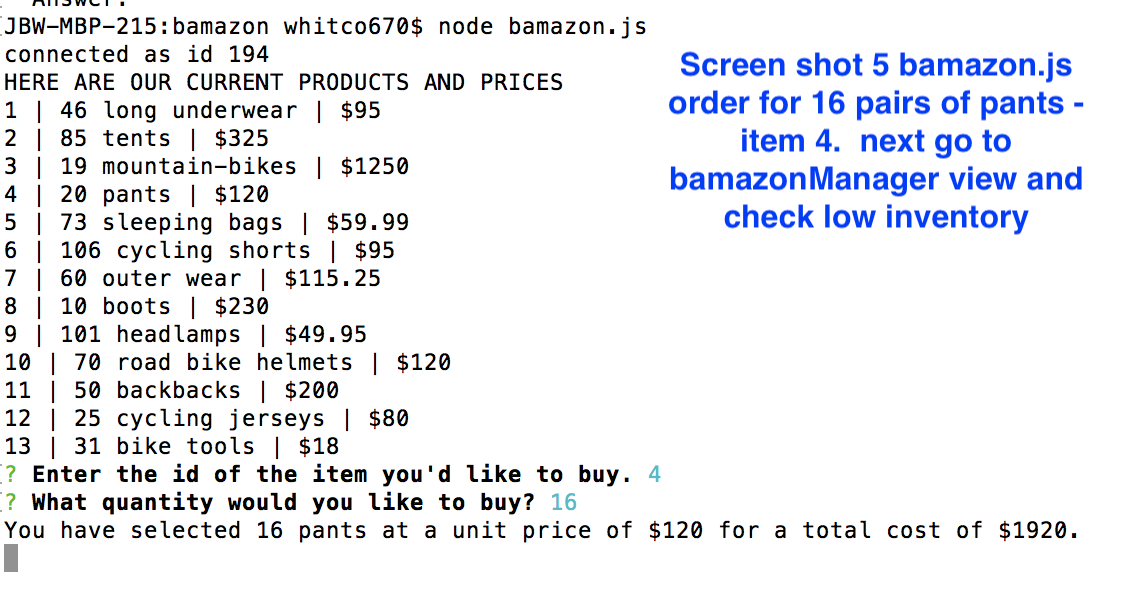 Answer:
JBW-MBP-215:bamazon whitco670$ node bamazon.js
connected as id 194
HERE ARE OUR CURRENT PRODUCTS AND PRICES
1 | 46 long underwear | $95
2 | 85 tents | $325
3 | 19 mountain-bikes | $1250
4 | 20 pants | $120
5 | 73 sleeping bags | $59.99
6 | 106 cycling shorts | $95
7 | 60 outer wear | $115.25
8 | 10 boots | $230
9 | 101 headlamps | $49.95
10 | 70 road bike helmets | $120
11 | 50 backbacks | $200
12 | 25 cycling jerseys | $80
13 | 31 bike tools | $18
? Enter the id of the item you'd like to buy. 4
? What quantity would you like to buy? 16
You have selected 16 pants at a unit price of $120 for a total cost of $1920.
Screen shot 5 bamazon.js
order for 16 pairs of pants -
item 4.  next go to
bamazonManager view and
check low inventory